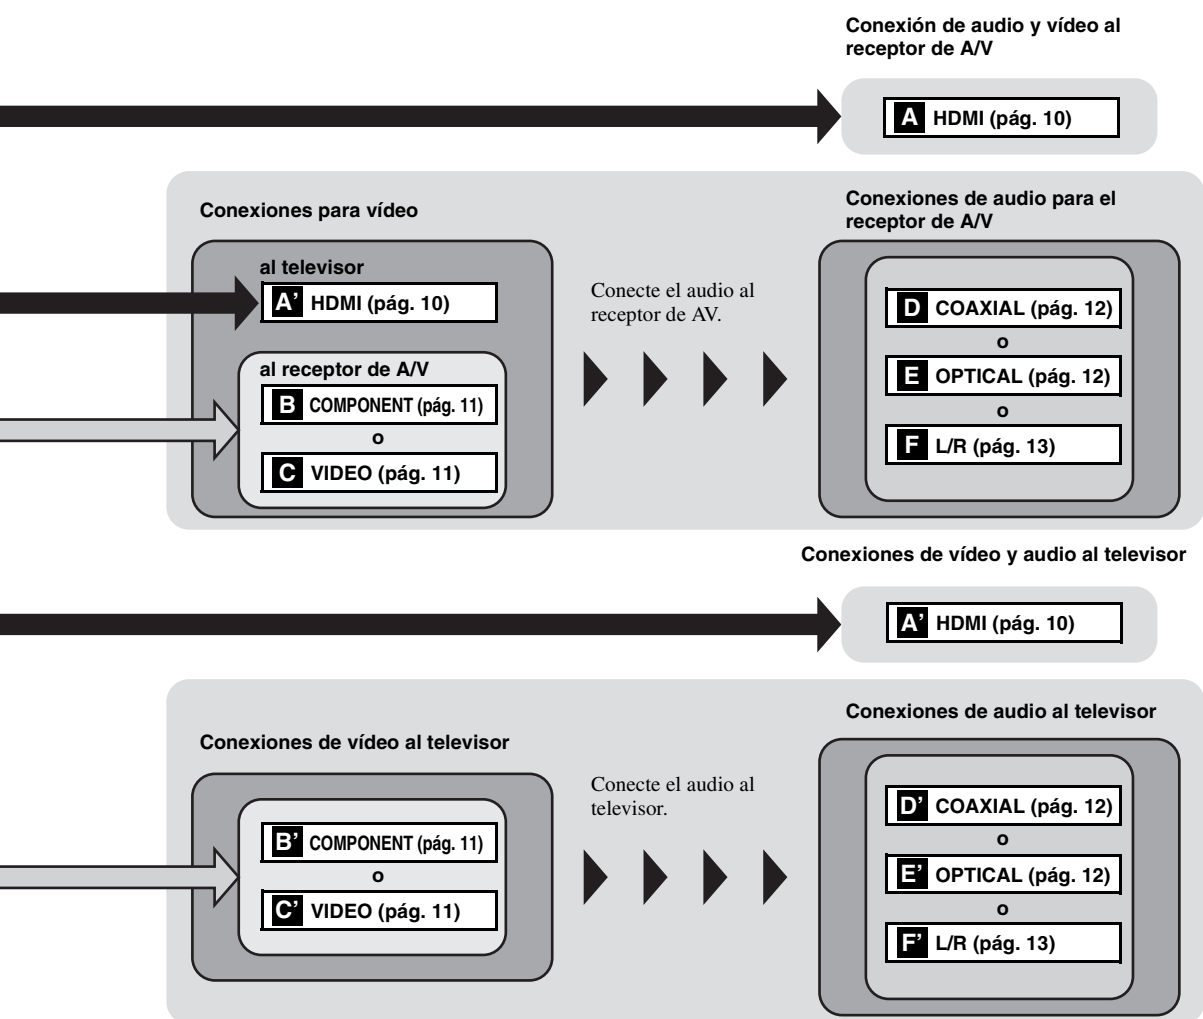 Conexión de audio y vídeo al
receptor de A/V
A HDMI (pág. 10)
Conexiones para vídeo
al televisor
A’ HDMI (pág. 10)
al receptor de A/V
B COMPONENT (pág. 11)
o
C VIDEO (pág. 11)
Conecte el audio al
receptor de AV.
Conexiones de audio para el
receptor de A/V
D COAXIAL (pág. 12)
o
E OPTICAL (pág. 12)
o
F L/R (pág. 13)
Conexiones de vídeo y audio al televisor
A’ HDMI (pág. 10)
Conexiones de vídeo al televisor
B’ COMPONENT (pág. 11)
o
C’ VIDEO (pág. 11)
Conecte el audio al
televisor.
Conexiones de audio al televisor
D’ COAXIAL (pág. 12)
o
E’ OPTICAL (pág. 12)
o
F’ L/R (pág. 13)